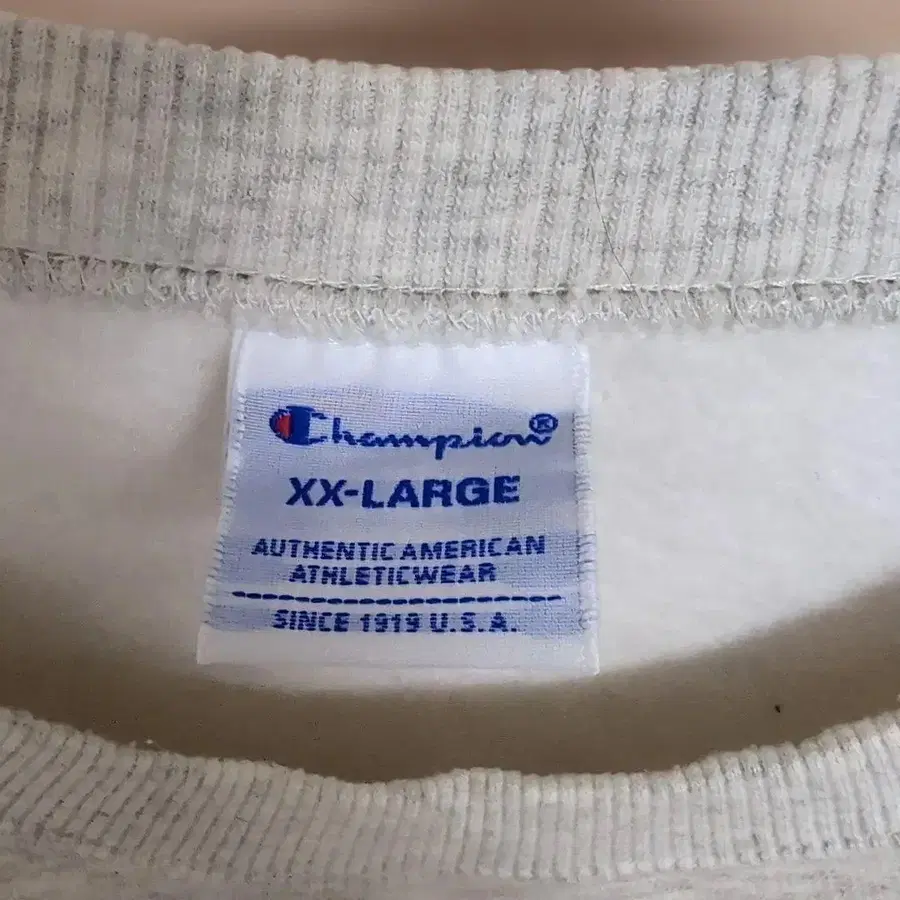 Champion®
XX-LARGE
AUTHENTIC AMERICAN
ATHLETICWEAR
SINCE 1919 U.S.A.